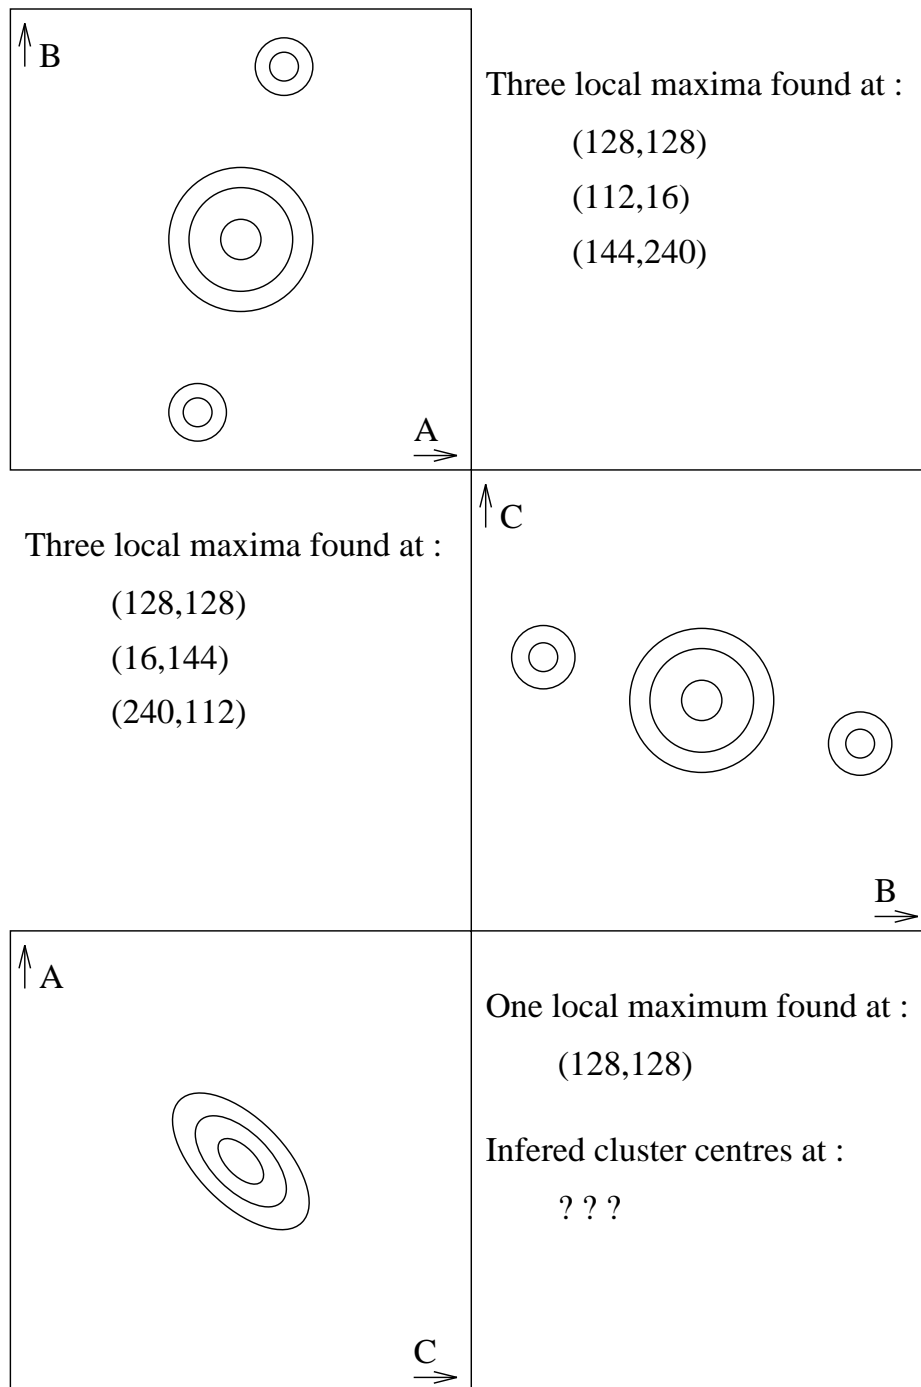 B
A
Three local maxima found at :
(128,128)
(112,16)
(144,240)
Three local maxima found at :
(128,128)
(16,144)
(240,112)
C
B
A
C
One local maximum found at :
(128,128)
Infered cluster centres at :
? ? ?